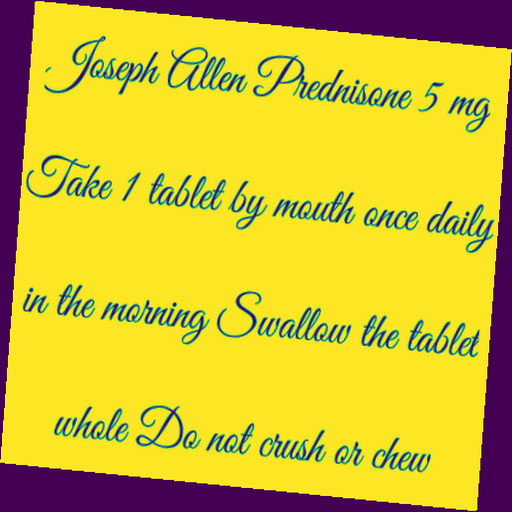 Joseph Allen Prednisone 5 mg
Take 1 tablet by mouth once daily
in the morning Swallow the tablet
whole Do not crush or chew